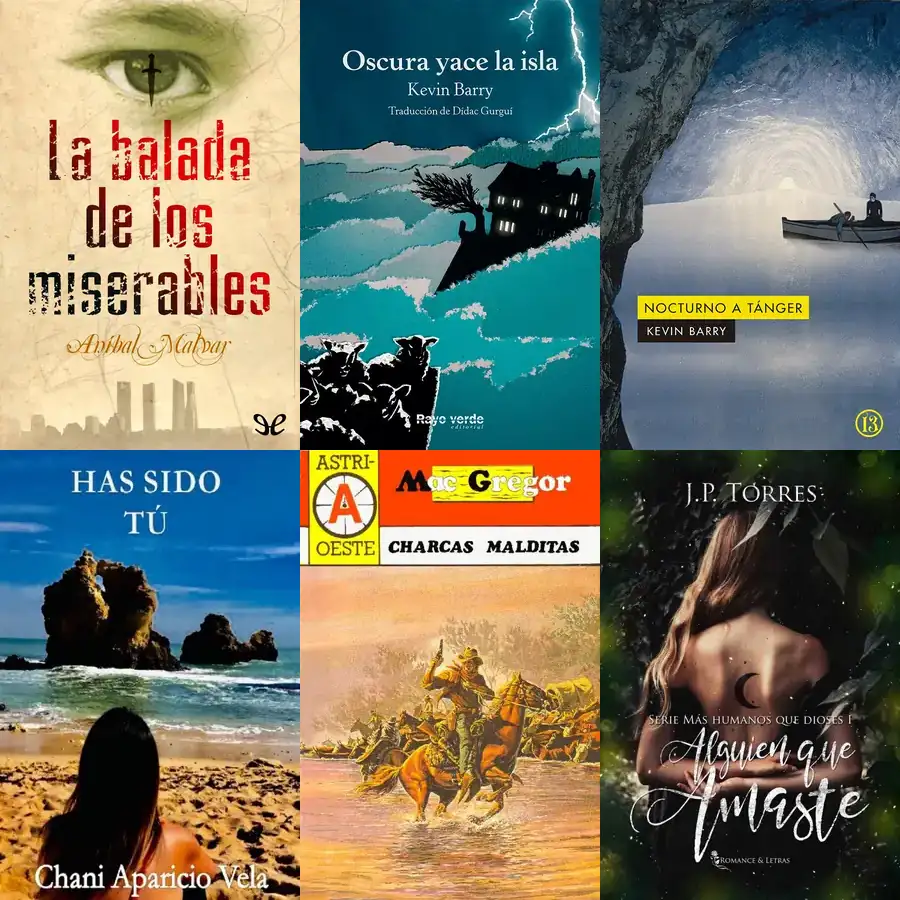 La balada
de los
miserables
Aníbal Malvar
Oscura yace la isla
Kevin Barry
Traducción de Dídac Gurguí
Rayo verde
editorial
NOCTURNO A TÁNGER
KEVIN BARRY
13
HAS SIDO
TÚ
Chani Aparicio Vela
ASTRI-
A
OESTE
Mac Gregor
CHARCAS MALDITAS
J.P. TORRES
SERIE MÁS HUMANOS QUE DIOSES I
Alguien que
Amaste
ROMANCE & LETRAS